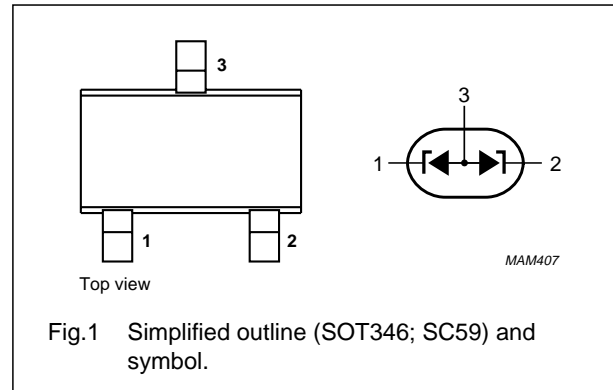 3
1
2
Top view
3
1
2
MAM407
Fig.1 Simplified outline (SOT346; SC59) and
symbol.